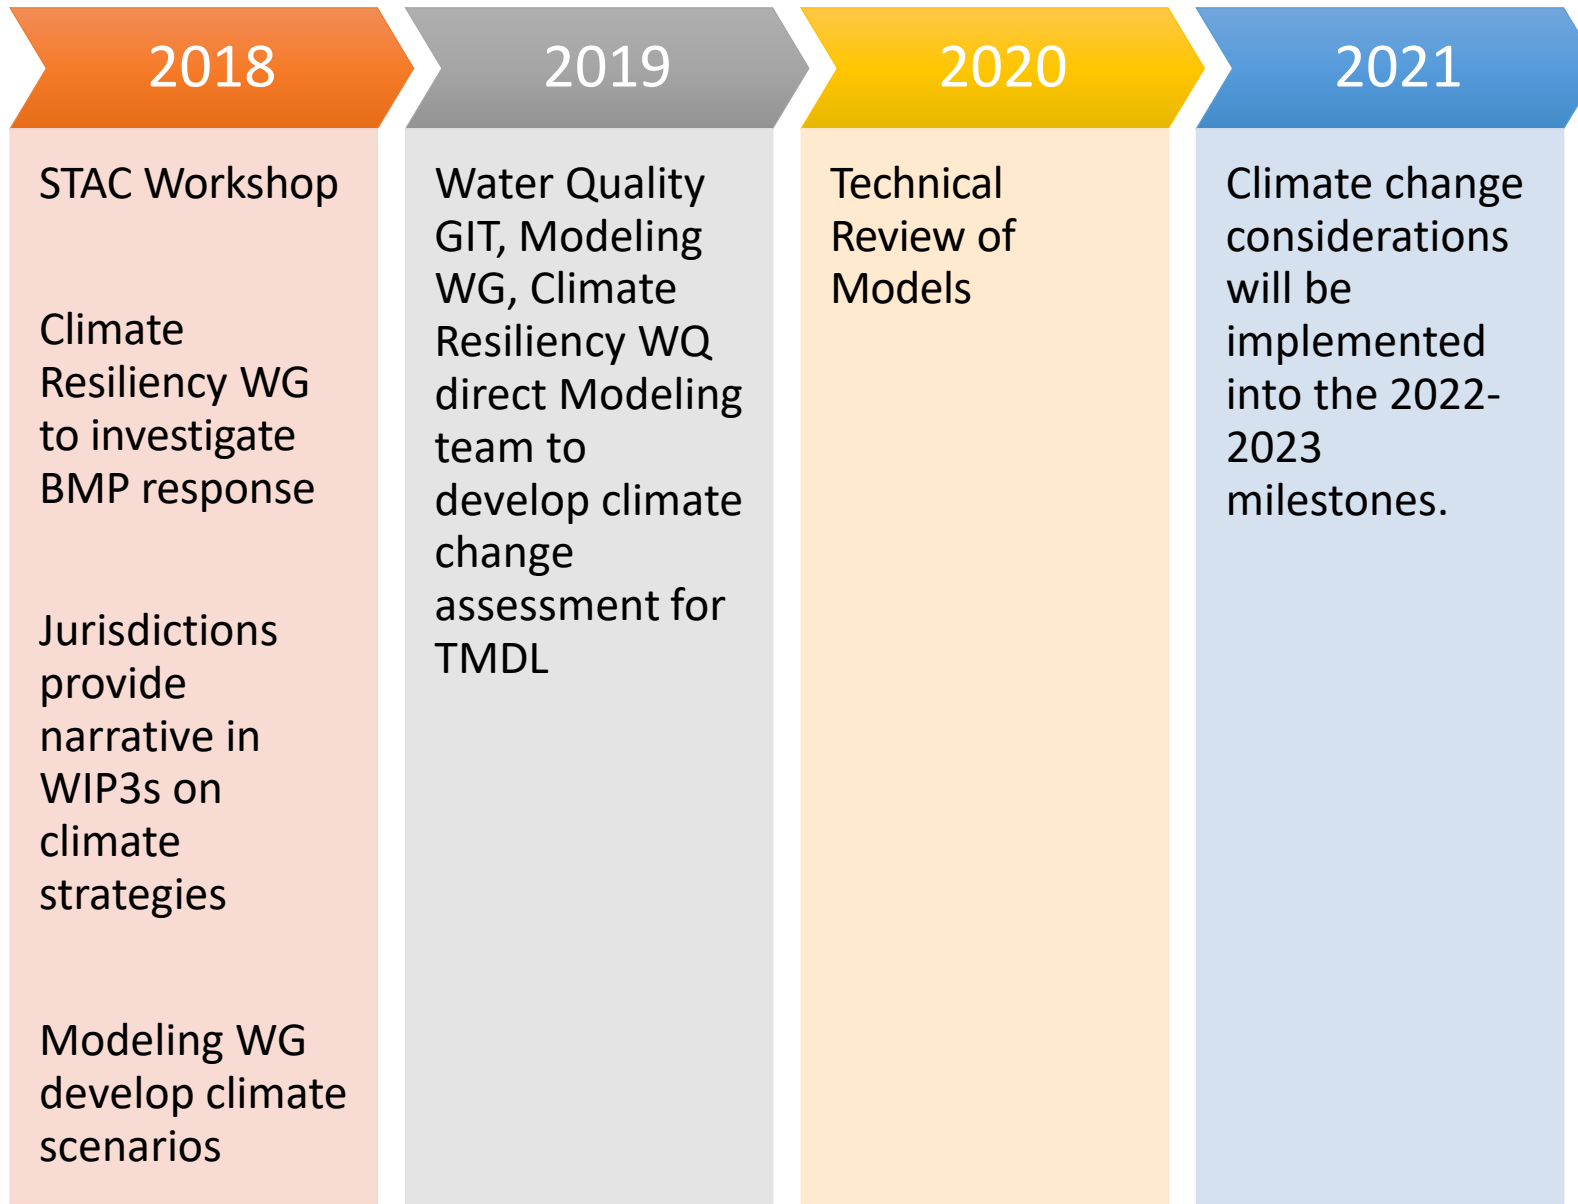 2018
STAC Workshop
Climate
Resiliency WG
to investigate
BMP response
Jurisdictions
provide
narrative in
WIP3s on
climate
strategies
Modeling WG
develop climate
scenarios
2019
Water Quality
GIT, Modeling
WG, Climate
Resiliency WQ
direct Modeling
team to
develop climate
change
assessment for
TMDL
2020
Technical
Review of
Models
2021
Climate change
considerations
will be
implemented
into the 2022-
2023
milestones.